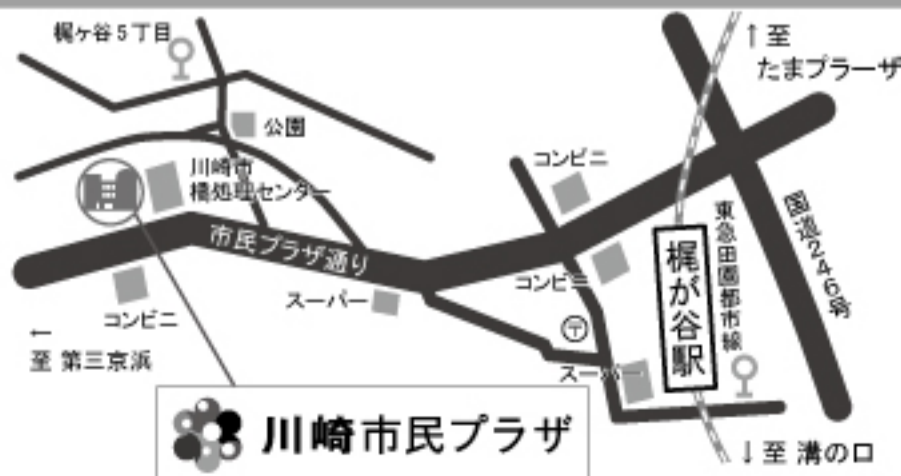 梶ヶ谷5丁目
↑至
たまプラーザ
公園
コンビニ
川崎市
橘処理センター
市民プラザ通り
東急田園都市線
国道246号
梶が谷駅
コンビニ
スーパー
コンビニ
〒
←
至 第三京浜
スーパー
川崎市民プラザ
↓至 溝の口